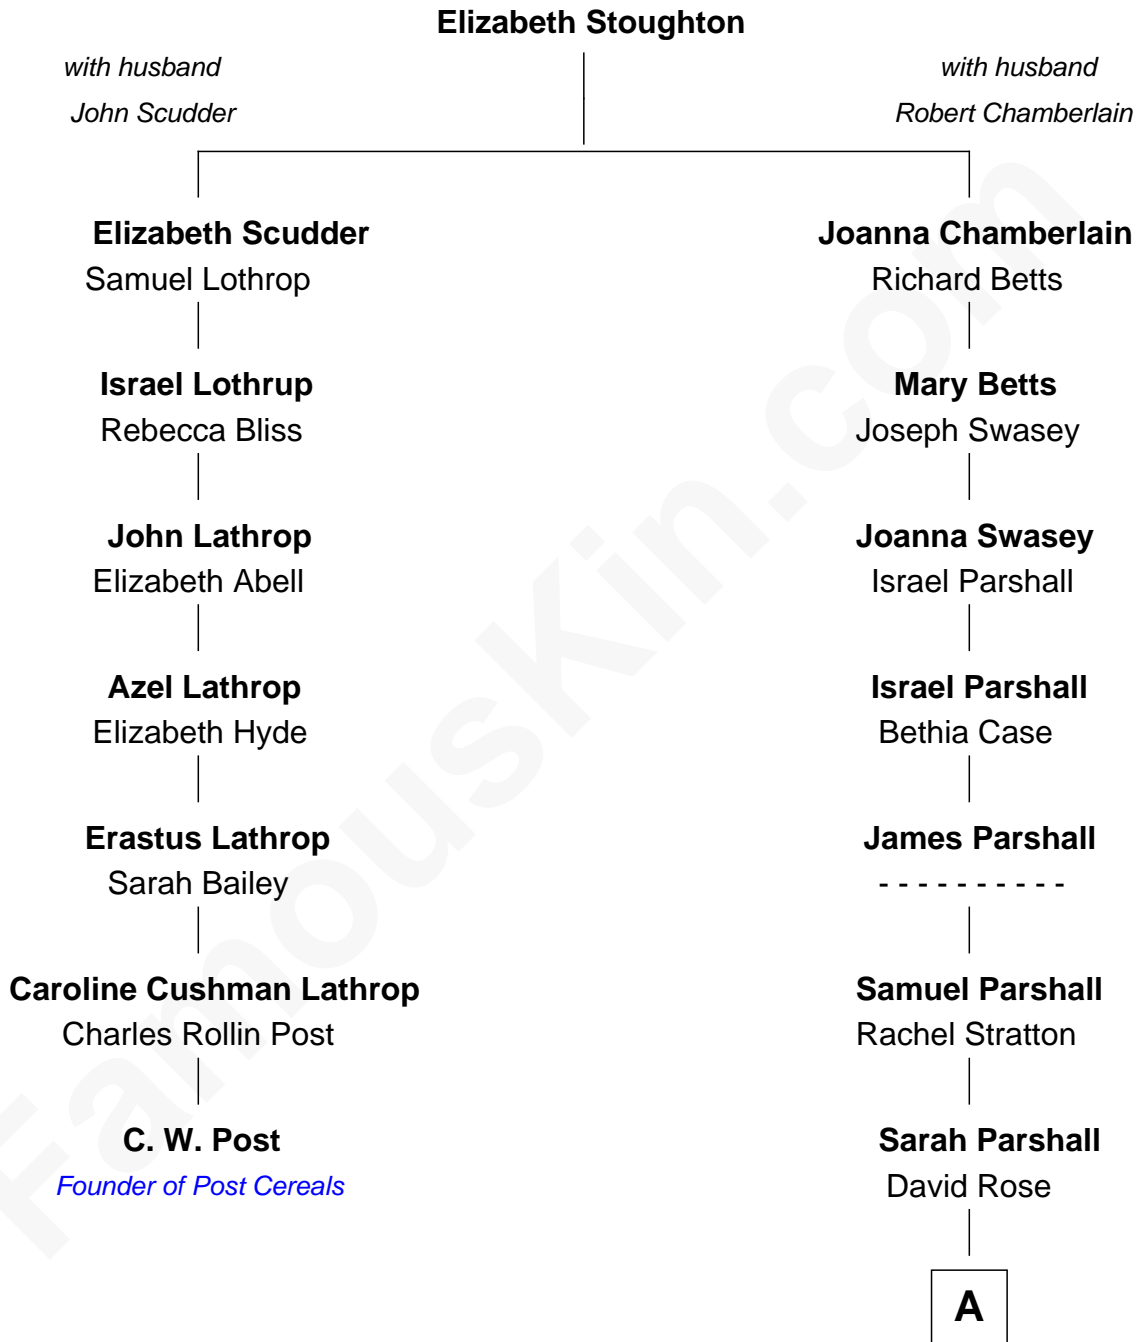 Elizabeth Stoughton
with husband
John Scudder
with husband
Robert Chamberlain
Elizabeth Scudder
Samuel Lothrop
Joanna Chamberlain
Richard Betts
Israel Lothrup
Rebecca Bliss
Mary Betts
Joseph Swasey
John Lathrop
Elizabeth Abell
Joanna Swasey
Israel Parshall
Azel Lathrop
Elizabeth Hyde
Israel Parshall
Bethia Case
Erastus Lathrop
Sarah Bailey
James Parshall
- - - - - - - - - -
Caroline Cushman Lathrop
Charles Rollin Post
Samuel Parshall
Rachel Stratton
C. W. Post
Founder of Post Cereals
Sarah Parshall
David Rose
A
FamousKin.com